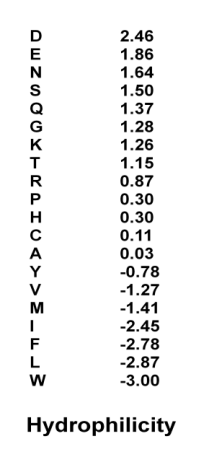 D 2.46
E 1.86
N 1.64
S 1.50
Q 1.37
G 1.28
K 1.26
T 1.15
R 0.87
P 0.30
H 0.30
C 0.11
A 0.03
Y -0.78
V -1.27
M -1.41
I -2.45
F -2.78
L -2.87
W -3.00
Hydrophilicity